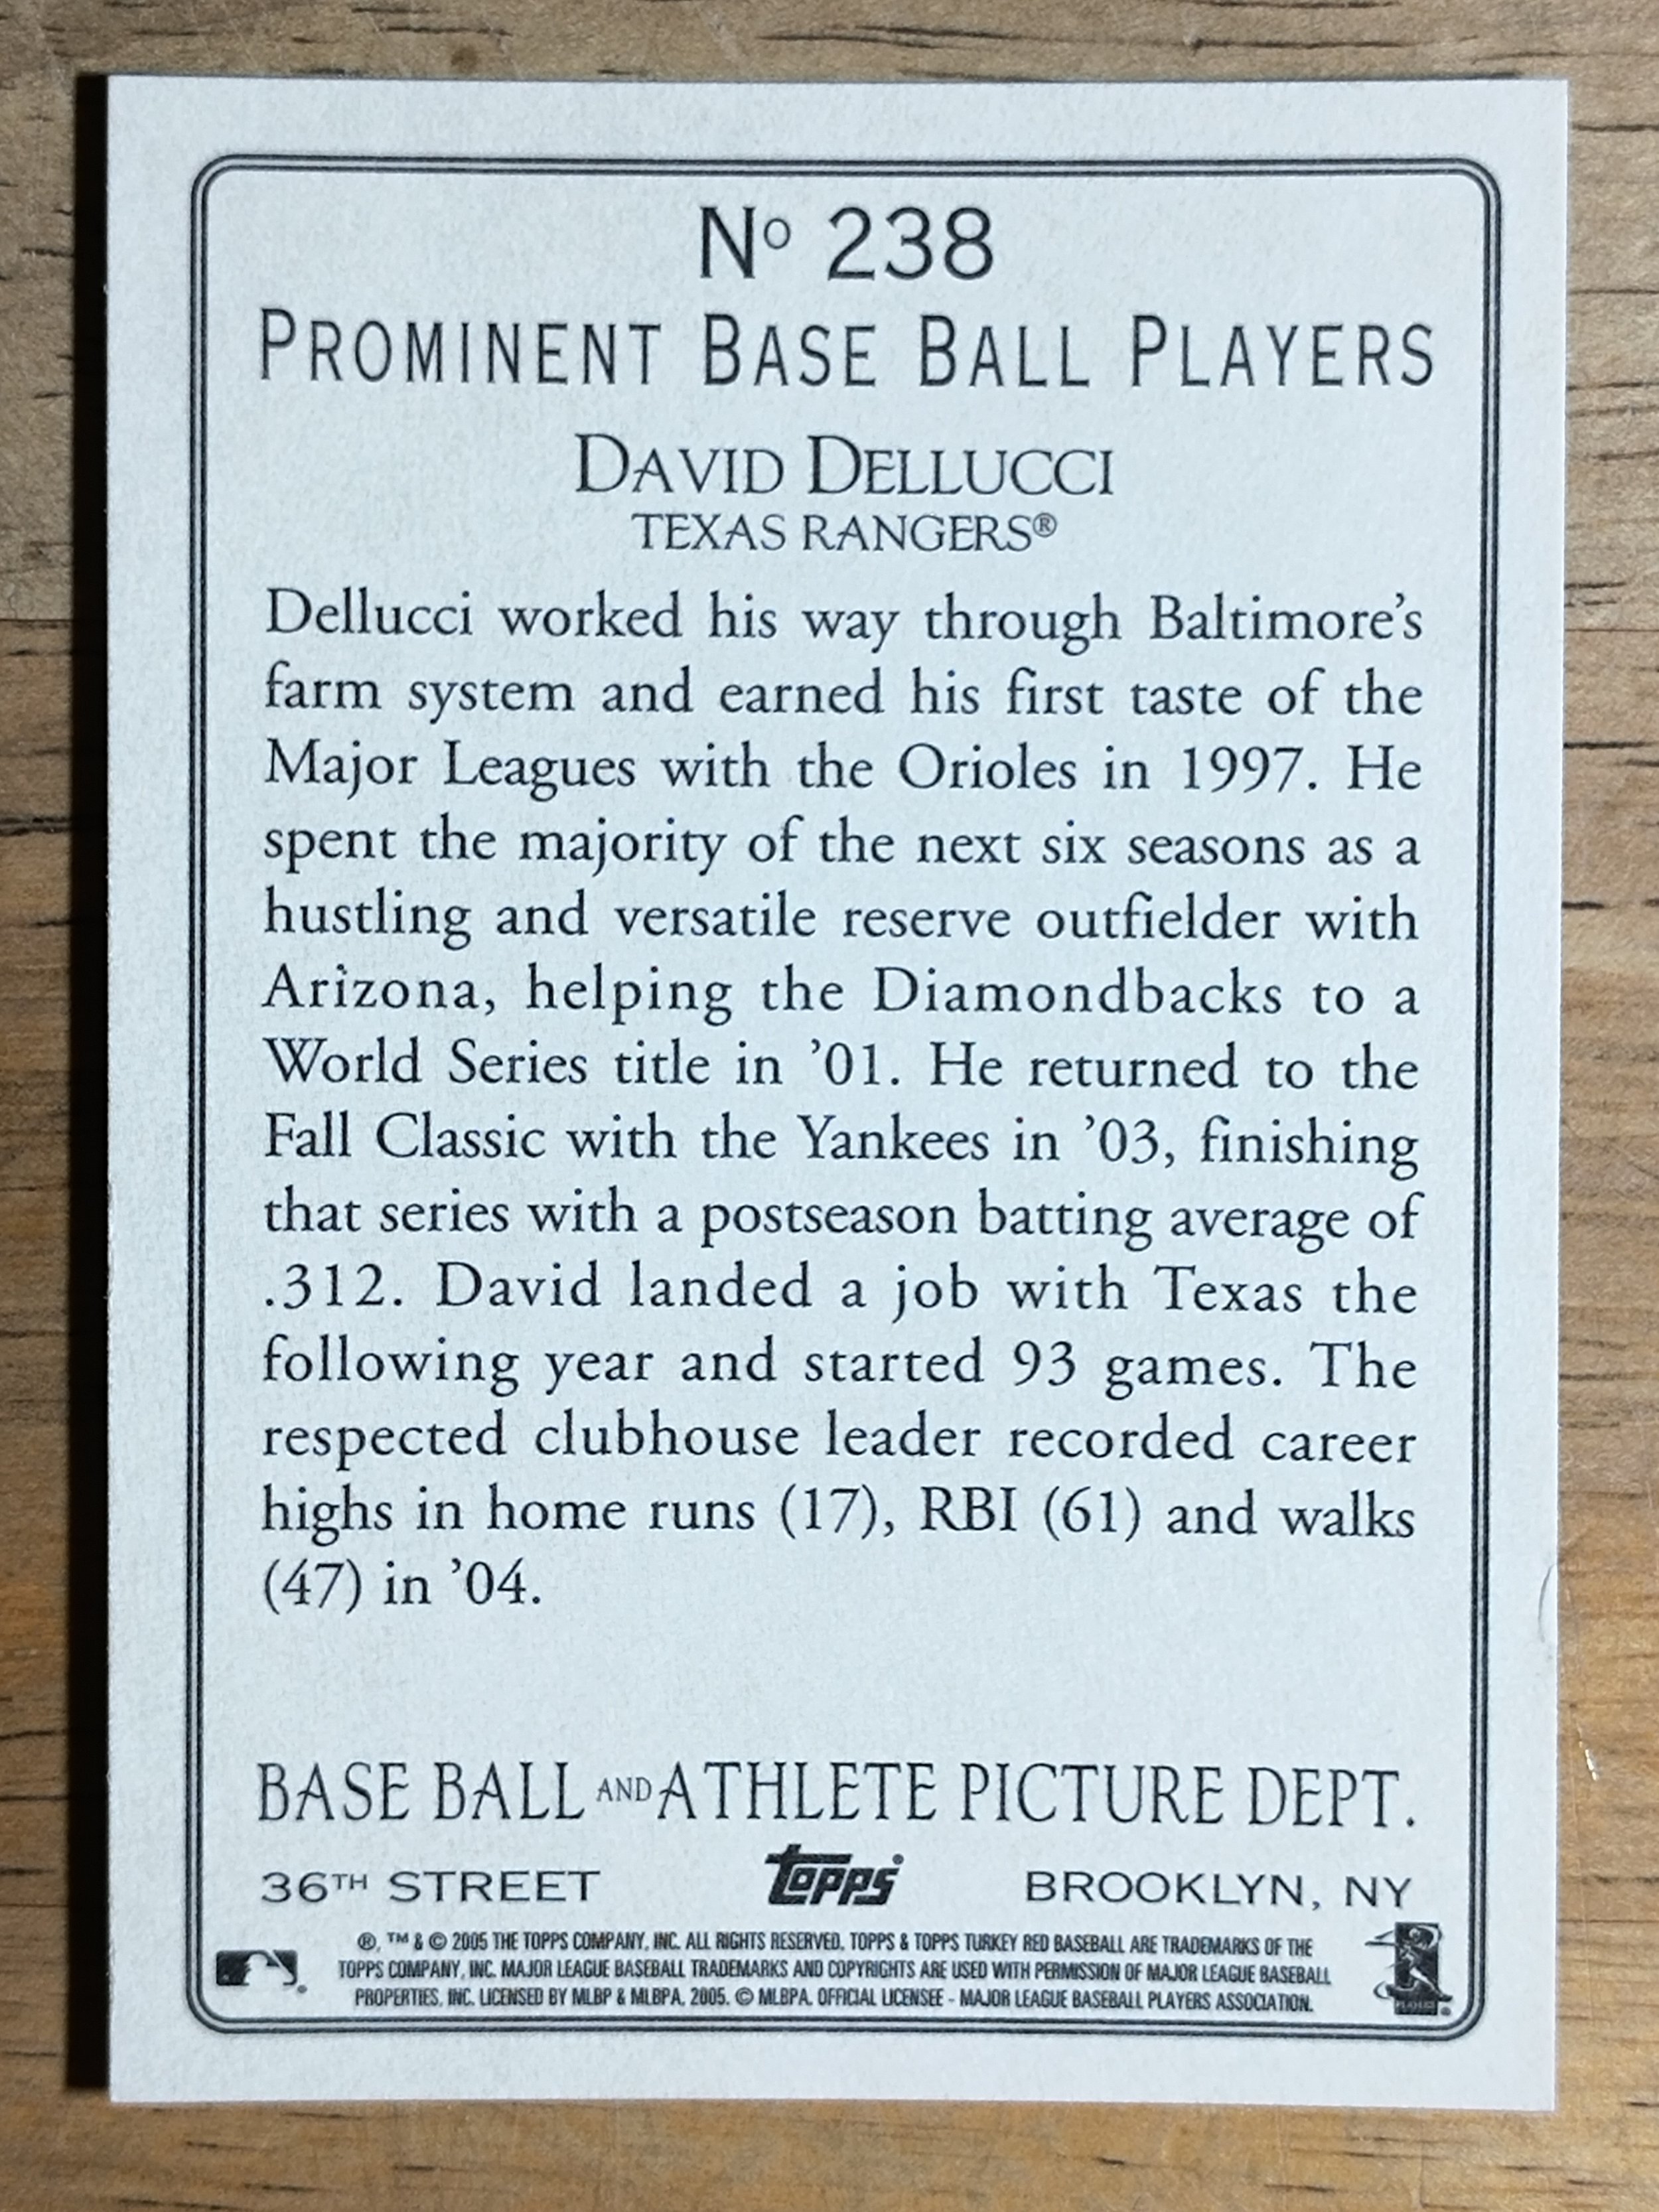 Nº 238
PROMINENT BASE BALL PLAYERS
DAVID DELLUCCI
TEXAS RANGERS®
Dellucci worked his way through Baltimore’s
farm system and earned his first taste of the
Major Leagues with the Orioles in 1997. He
spent the majority of the next six seasons as a
hustling and versatile reserve outfielder with
Arizona, helping the Diamondbacks to a
World Series title in ’01. He returned to the
Fall Classic with the Yankees in ’03, finishing
that series with a postseason batting average of
.312. David landed a job with Texas the
following year and started 93 games. The
respected clubhouse leader recorded career
highs in home runs (17), RBI (61) and walks
(47) in ’04.
BASE BALL AND ATHLETE PICTURE DEPT.
36TH STREET topps® BROOKLYN, NY
®, ™ & © 2005 THE TOPPS COMPANY, INC. ALL RIGHTS RESERVED. TOPPS & TOPPS TURKEY RED BASEBALL ARE TRADEMARKS OF THE
TOPPS COMPANY, INC. MAJOR LEAGUE BASEBALL TRADEMARKS AND COPYRIGHTS ARE USED WITH PERMISSION OF MAJOR LEAGUE BASEBALL
PROPERTIES, INC. LICENSED BY MLBP & MLBPA, 2005. © MLBPA. OFFICIAL LICENSEE - MAJOR LEAGUE BASEBALL PLAYERS ASSOCIATION.